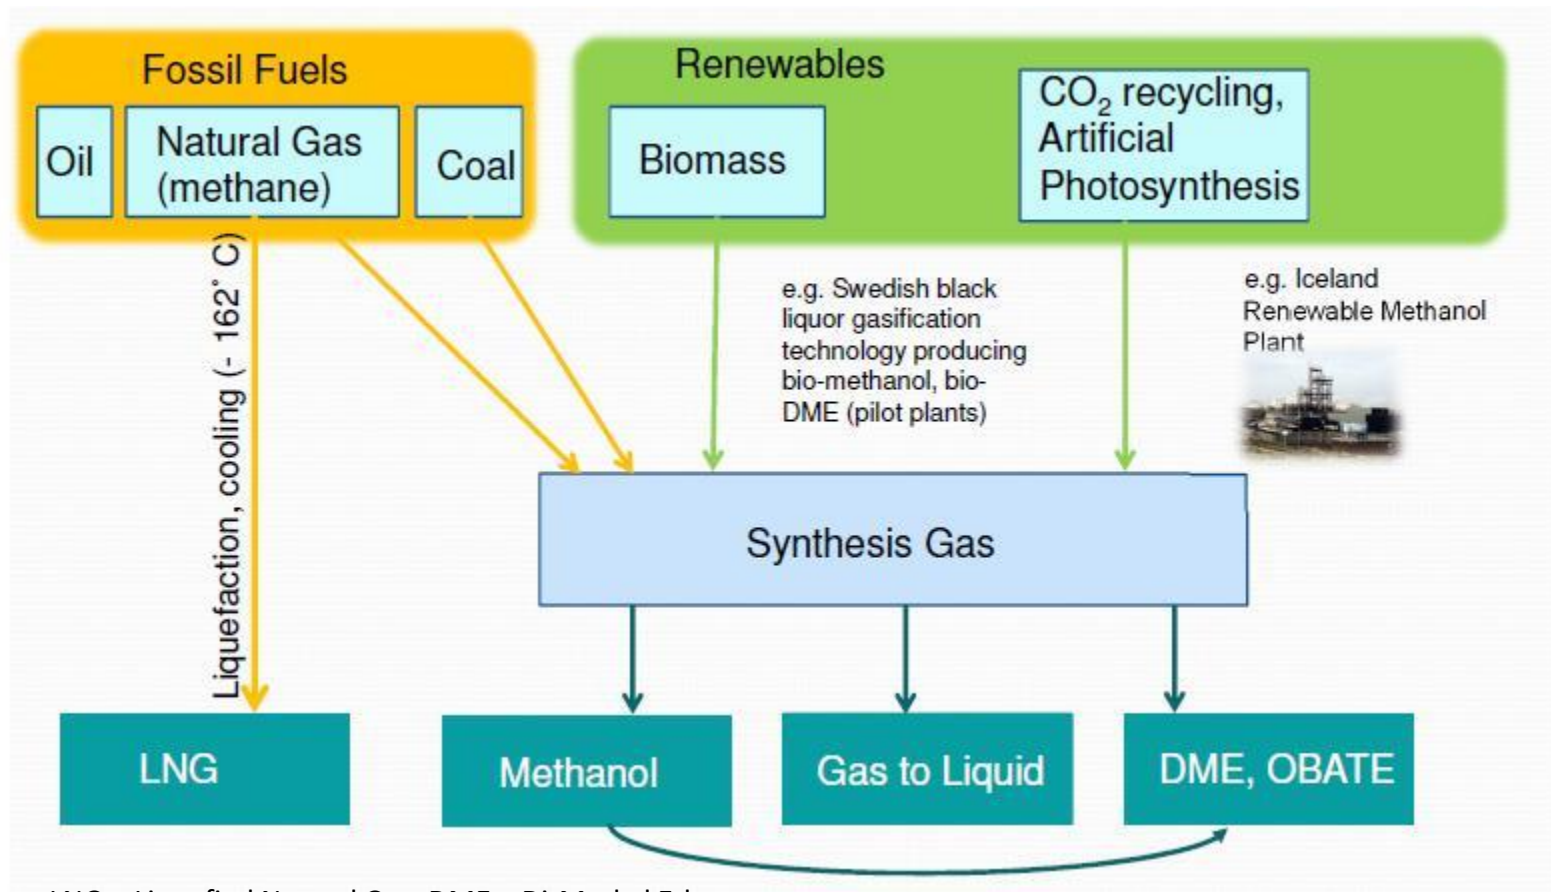 Fossil Fuels
Oil
Natural Gas
(methane)
Coal
Renewables
Biomass
CO₂ recycling,
Artificial
Photosynthesis
Liquefaction, cooling (- 162° C)
e.g. Swedish black
liquor gasification
technology producing
bio-methanol, bio-
DME (pilot plants)
e.g. Iceland
Renewable Methanol
Plant
Synthesis Gas
LNG
Methanol
Gas to Liquid
DME, OBATE